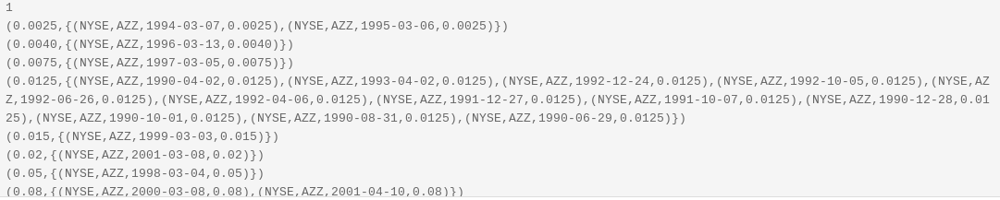 1
(0.0025,{(NYSE,AZZ,1994-03-07,0.0025),(NYSE,AZZ,1995-03-06,0.0025)})
(0.0040,{(NYSE,AZZ,1996-03-13,0.0040)})
(0.0075,{(NYSE,AZZ,1997-03-05,0.0075)})
(0.0125,{(NYSE,AZZ,1990-04-02,0.0125),(NYSE,AZZ,1993-04-02,0.0125),(NYSE,AZZ,1992-12-24,0.0125),(NYSE,AZZ,1992-10-05,0.0125),(NYSE,AZ
Z,1992-06-26,0.0125),(NYSE,AZZ,1992-04-06,0.0125),(NYSE,AZZ,1991-12-27,0.0125),(NYSE,AZZ,1991-10-07,0.0125),(NYSE,AZZ,1990-12-28,0.01
25),(NYSE,AZZ,1990-10-01,0.0125),(NYSE,AZZ,1990-08-31,0.0125),(NYSE,AZZ,1990-06-29,0.0125)})
(0.015,{(NYSE,AZZ,1999-03-03,0.015)})
(0.02,{(NYSE,AZZ,2001-03-08,0.02)})
(0.05,{(NYSE,AZZ,1998-03-04,0.05)})
(0.08,{(NYSE,AZZ,2000-03-08,0.08),(NYSE,AZZ,2001-04-10,0.08)})